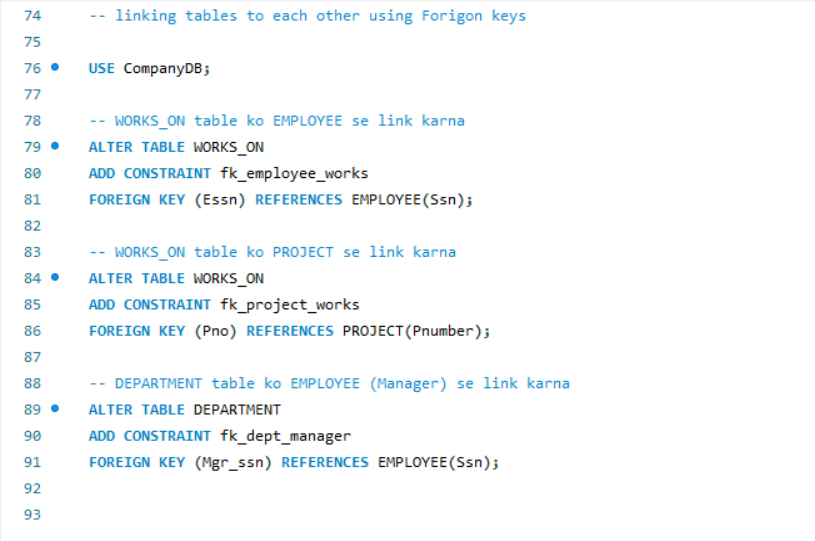 74 -- linking tables to each other using Forigon keys
75
76 USE CompanyDB;
77
78 -- WORKS_ON table ko EMPLOYEE se link karna
79 ALTER TABLE WORKS_ON
80 ADD CONSTRAINT fk_employee_works
81 FOREIGN KEY (Essn) REFERENCES EMPLOYEE(Ssn);
82
83 -- WORKS_ON table ko PROJECT se link karna
84 ALTER TABLE WORKS_ON
85 ADD CONSTRAINT fk_project_works
86 FOREIGN KEY (Pno) REFERENCES PROJECT(Pnumber);
87
88 -- DEPARTMENT table ko EMPLOYEE (Manager) se link karna
89 ALTER TABLE DEPARTMENT
90 ADD CONSTRAINT fk_dept_manager
91 FOREIGN KEY (Mgr_ssn) REFERENCES EMPLOYEE(Ssn);
92
93